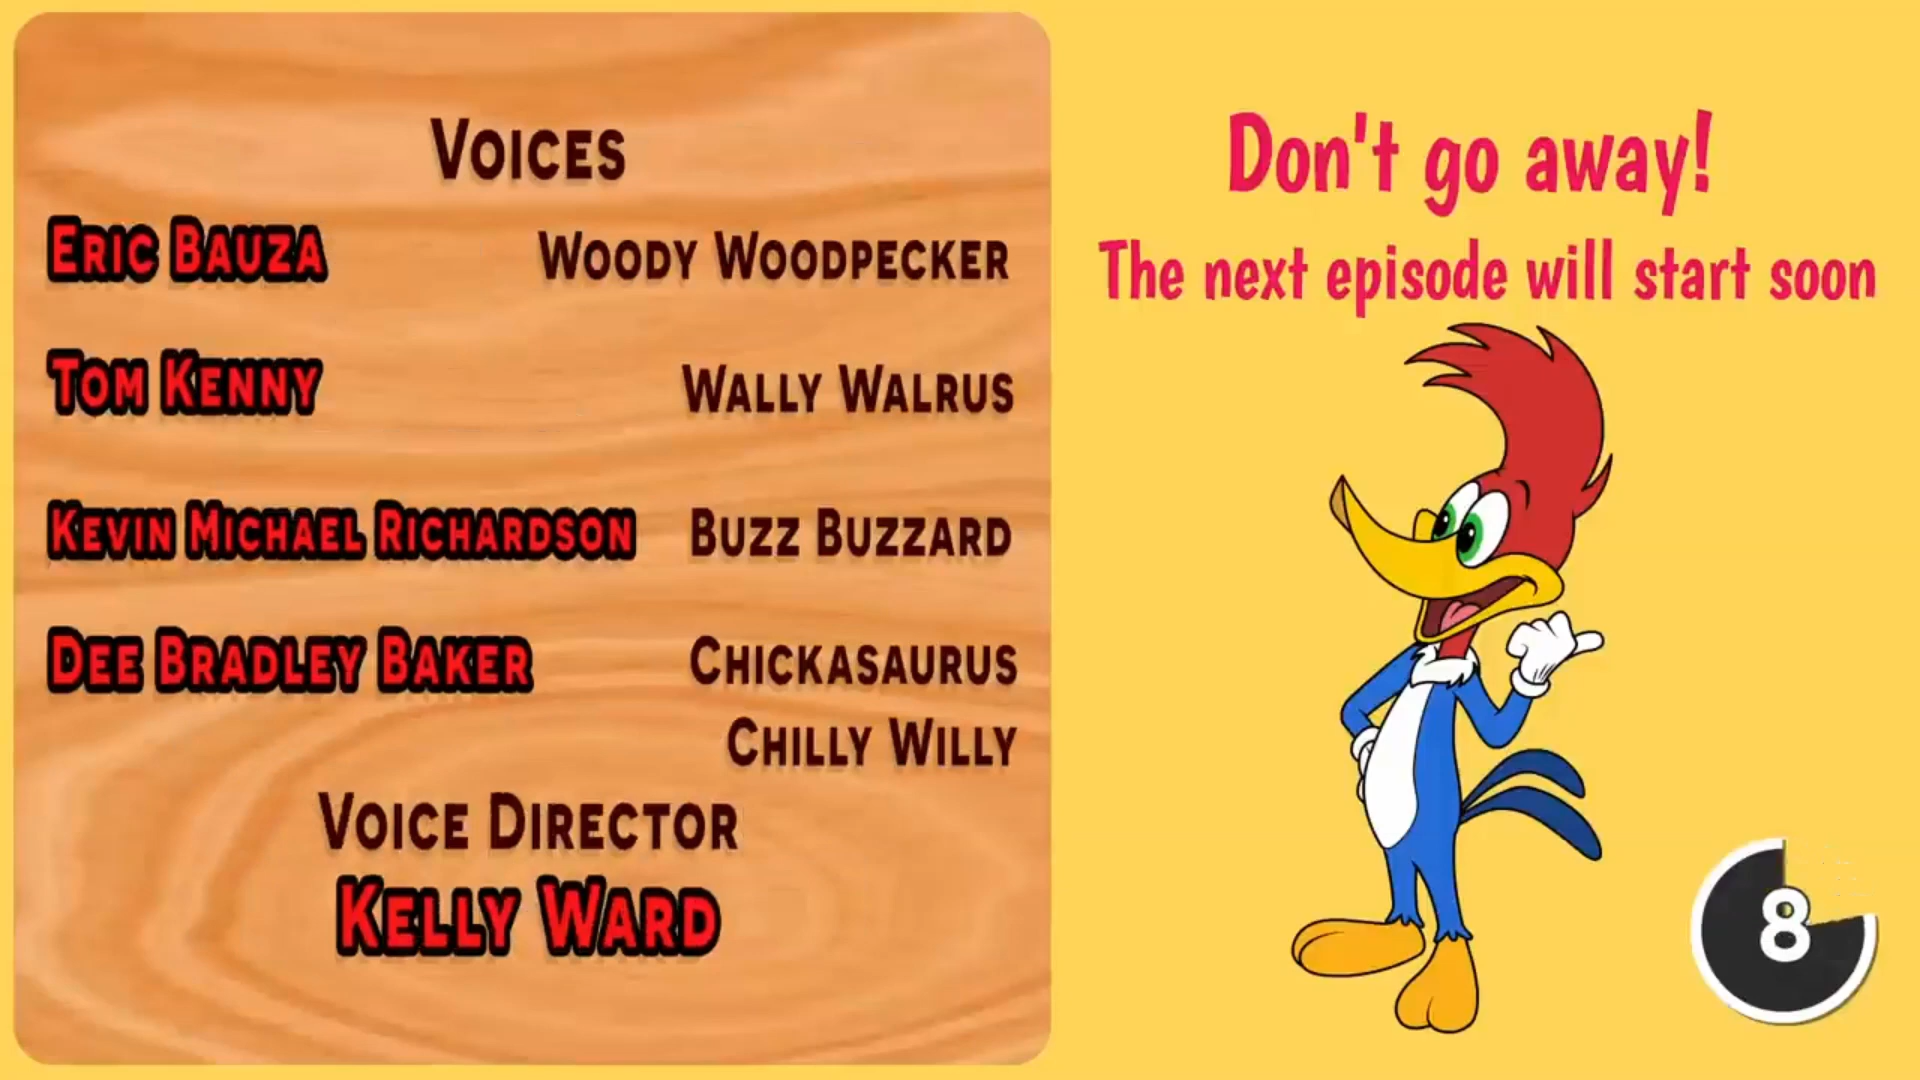 VOICES
ERIC BAUZA WOODY WOODPECKER
TOM KENNY WALLY WALRUS
KEVIN MICHAEL RICHARDSON BUZZ BUZZARD
DEE BRADLEY BAKER CHICKASAURUS
CHILLY WILLY
VOICE DIRECTOR
KELLY WARD
Don't go away!
The next episode will start soon
8